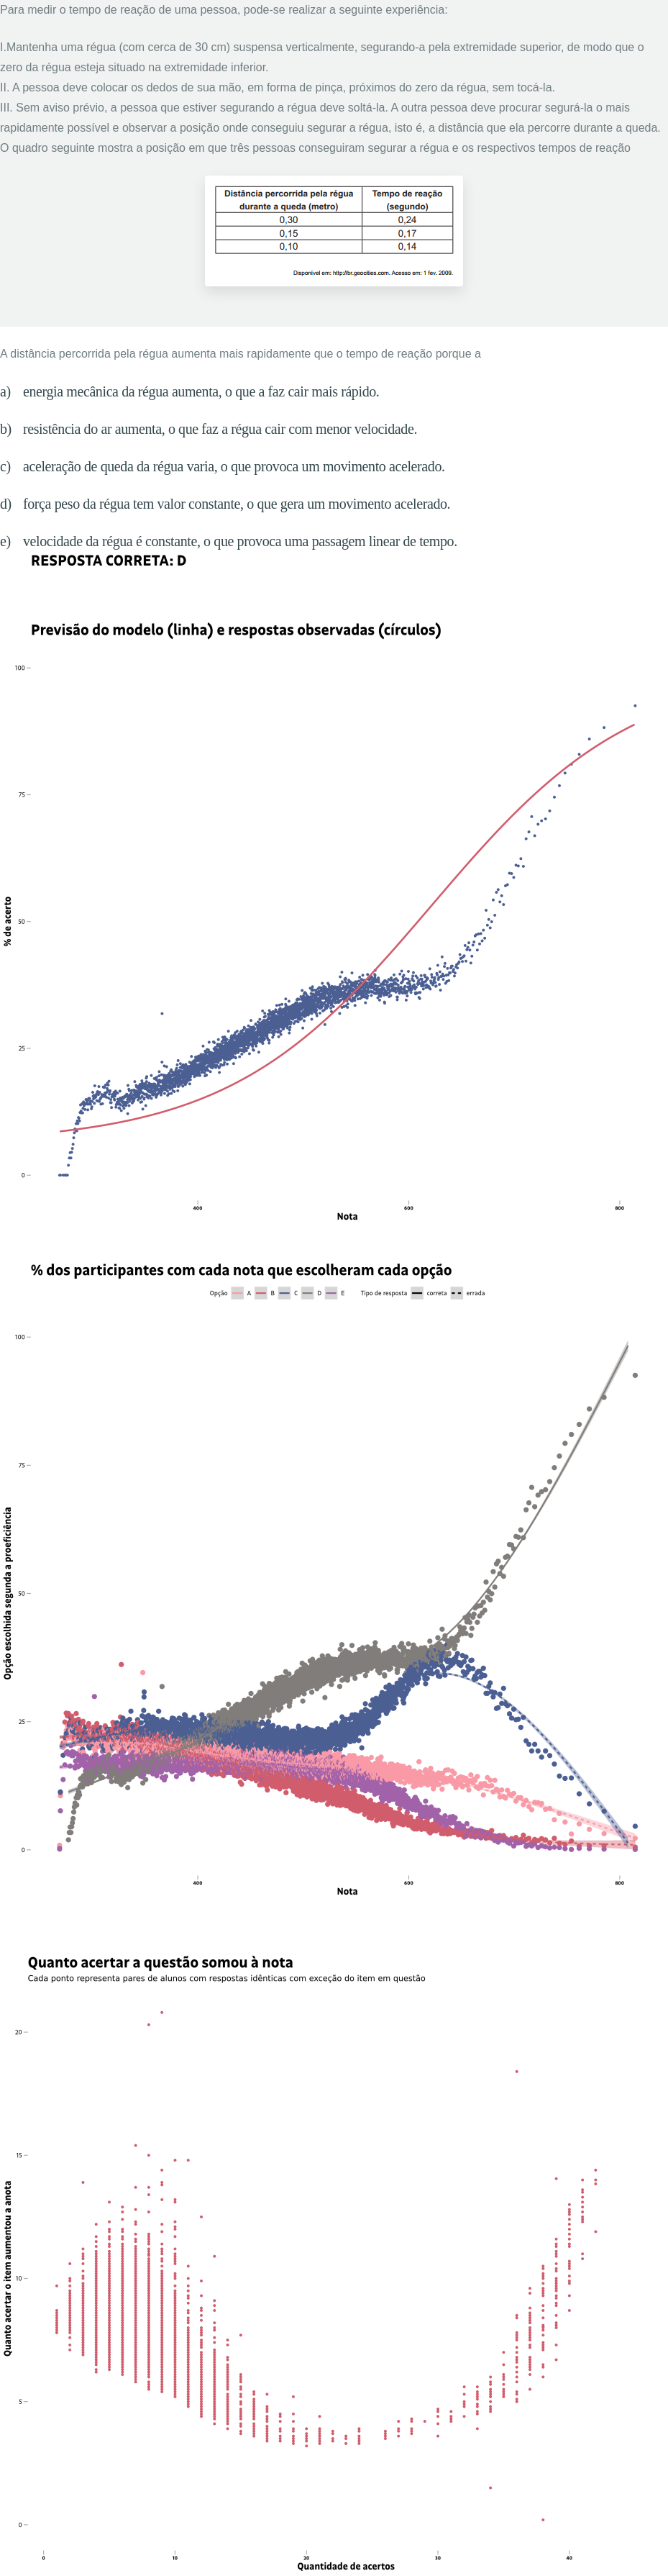 Para medir o tempo de reação de uma pessoa, pode-se realizar a seguinte experiência:
I.Mantenha uma régua (com cerca de 30 cm) suspensa verticalmente, segurando-a pela extremidade superior, de modo que o
zero da régua esteja situado na extremidade inferior.
II. A pessoa deve colocar os dedos de sua mão, em forma de pinça, próximos do zero da régua, sem tocá-la.
III. Sem aviso prévio, a pessoa que estiver segurando a régua deve soltá-la. A outra pessoa deve procurar segurá-la o mais
rapidamente possível e observar a posição onde conseguiu segurar a régua, isto é, a distância que ela percorre durante a queda.
O quadro seguinte mostra a posição em que três pessoas conseguiram segurar a régua e os respectivos tempos de reação
Distância percorrida pela régua durante a queda (metro) Tempo de reação (segundo)
0,30 0,24
0,15 0,17
0,10 0,14
Disponível em: http://br.geocities.com. Acesso em: 1 fev. 2009.
A distância percorrida pela régua aumenta mais rapidamente que o tempo de reação porque a
a) energia mecânica da régua aumenta, o que a faz cair mais rápido.
b) resistência do ar aumenta, o que faz a régua cair com menor velocidade.
c) aceleração de queda da régua varia, o que provoca um movimento acelerado.
d) força peso da régua tem valor constante, o que gera um movimento acelerado.
e) velocidade da régua é constante, o que provoca uma passagem linear de tempo.
RESPOSTA CORRETA: D
Previsão do modelo (linha) e respostas observadas (círculos)
100
75
50
25
0
% de acerto
400 600 800
Nota
% dos participantes com cada nota que escolheram cada opção
Opção A B C D E Tipo de resposta correta errada
100
75
50
25
0
Opção escolhida segunda a proeficiência
400 600 800
Nota
Quanto acertar a questão somou à nota
Cada ponto representa pares de alunos com respostas idênticas com exceção do item em questão
20
15
10
5
0
Quanto acertar o item aumentou a anota
0 10 20 30 40
Quantidade de acertos